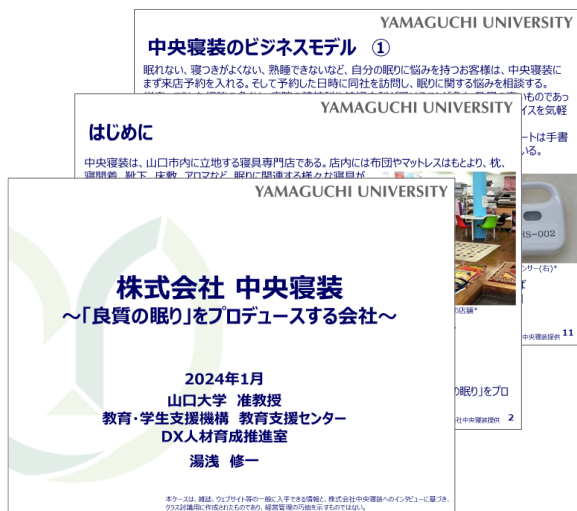 YAMAGUCHI UNIVERSITY
中央寝装のビジネスモデル ①
眠れない、寝つきがよくない、熟睡できないなど、自分の眠りに悩みを持つお客様は、中央寝装に
まず来店予約を入れる。そして予約した日時に同社を訪問し、眠りに関する悩みを相談する。
ものであっ
イスを気軽
ートは手書
いる。
HS-002
ンサー(右)*
中央寝装提供 11
YAMAGUCHI UNIVERSITY
はじめに
中央寝装は、山口市内に立地する寝具専門店である。店内には布団やマットレスはもとより、枕、
寝間着、靴下、床敷、アロマなど、眠りに関連する様々な寝具が
の店舗*
の眠り」をプロ
社中央寝装提供 2
YAMAGUCHI UNIVERSITY
株式会社 中央寝装
～「良質の眠り」をプロデュースする会社～
2024年1月
山口大学 准教授
教育・学生支援機構 教育支援センター
DX人材育成推進室
湯浅 修一
本ケースは、雑誌、ウェブサイト等の一般に入手できる情報と、株式会社中央寝装へのインタビューに基づき、
クラス討議用に作成されたものであり、経営管理の巧拙を示すものではない。